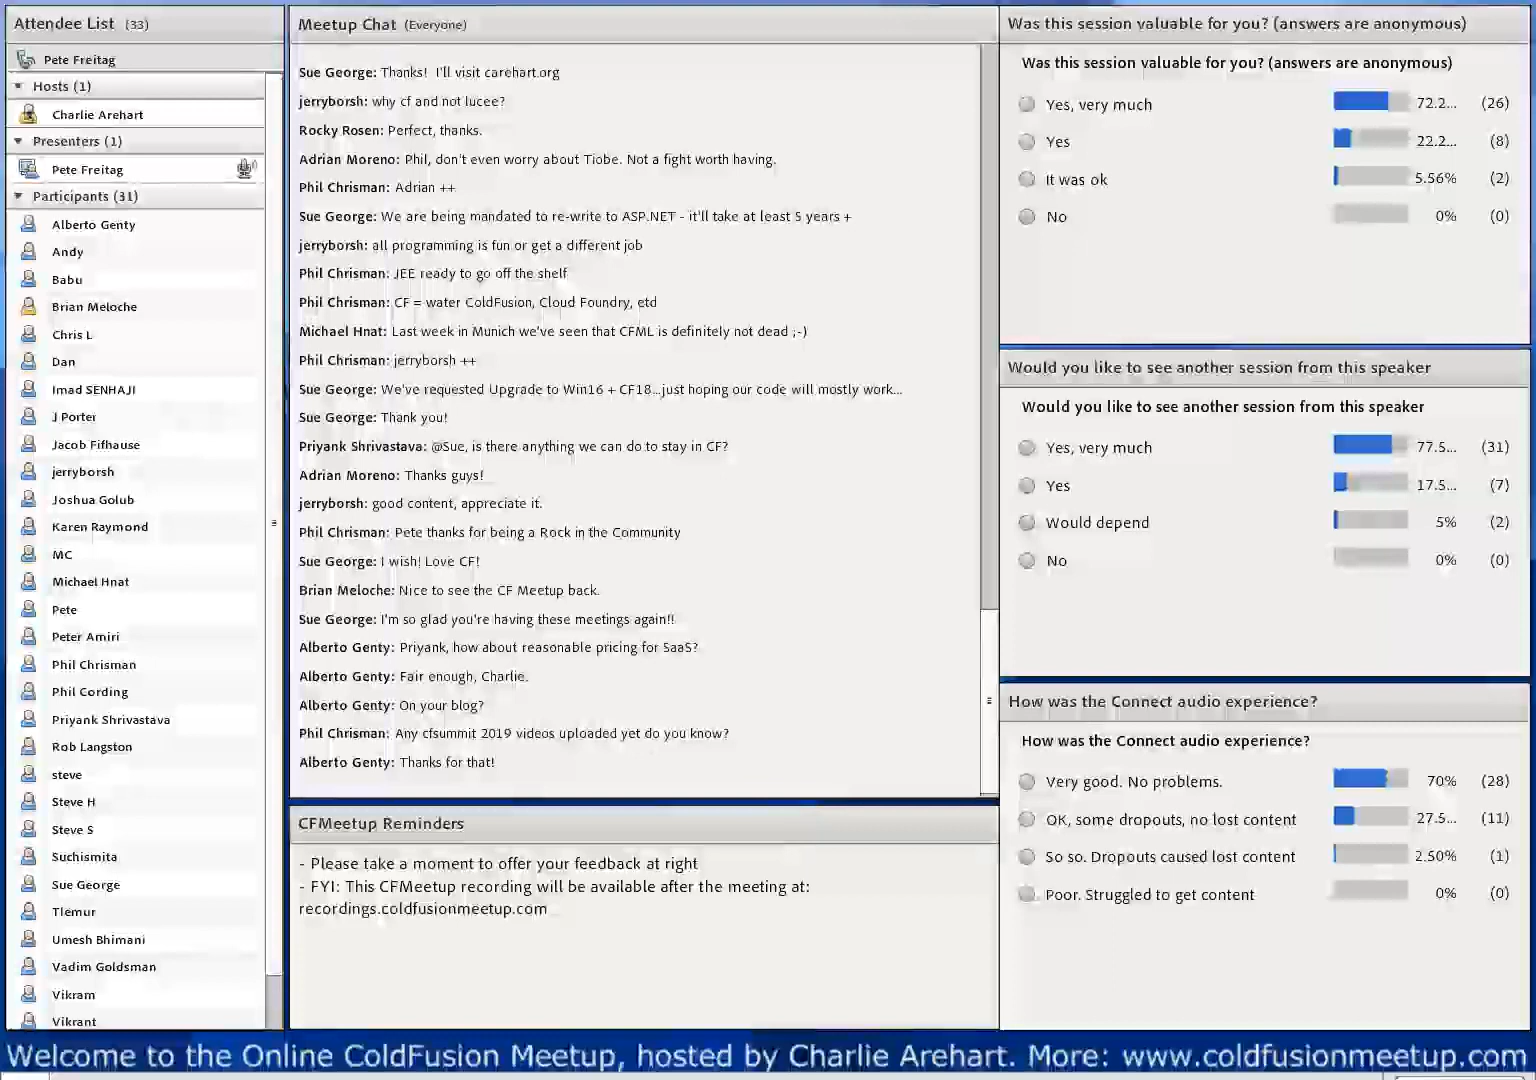 Attendee List (33)
Pete Freitag
Hosts (1)
Charlie Arehart
Presenters (1)
Pete Freitag
Participants (31)
Alberto Genty
Andy
Babu
Brian Meloche
Chris L
Dan
Imad SENHAJI
J Porter
Jacob Fifhause
jerryborsh
Joshua Golub
Karen Raymond
MC
Michael Hnat
Pete
Peter Amiri
Phil Chrisman
Phil Cording
Priyank Shrivastava
Rob Langston
steve
Steve H
Steve S
Suchismita
Sue George
Tlemur
Umesh Bhimani
Vadim Goldsman
Vikram
Vikrant
Meetup Chat (Everyone)
Sue George: Thanks! I'll visit carehart.org
jerryborsh: why cf and not lucee?
Rocky Rosen: Perfect, thanks.
Adrian Moreno: Phil, don't even worry about Tiobe. Not a fight worth having.
Phil Chrisman: Adrian ++
Sue George: We are being mandated to re-write to ASP.NET - it'll take at least 5 years +
jerryborsh: all programming is fun or get a different job
Phil Chrisman: JEE ready to go off the shelf
Phil Chrisman: CF = water ColdFusion, Cloud Foundry, etd
Michael Hnat: Last week in Munich we've seen that CFML is definitely not dead ;-)
Phil Chrisman: jerryborsh ++
Sue George: We've requested Upgrade to Win16 + CF18...just hoping our code will mostly work...
Sue George: Thank you!
Priyank Shrivastava: @Sue, is there anything we can do to stay in CF?
Adrian Moreno: Thanks guys!
jerryborsh: good content, appreciate it.
Phil Chrisman: Pete thanks for being a Rock in the Community
Sue George: I wish! Love CF!
Brian Meloche: Nice to see the CF Meetup back.
Sue George: I'm so glad you're having these meetings again!!
Alberto Genty: Priyank, how about reasonable pricing for SaaS?
Alberto Genty: Fair enough, Charlie.
Alberto Genty: On your blog?
Phil Chrisman: Any cfsummit 2019 videos uploaded yet do you know?
Alberto Genty: Thanks for that!
CFMeetup Reminders
- Please take a moment to offer your feedback at right
- FYI: This CFMeetup recording will be available after the meeting at:
recordings.coldfusionmeetup.com
Was this session valuable for you? (answers are anonymous)
Was this session valuable for you? (answers are anonymous)
Yes, very much 72.2... (26)
Yes 22.2... (8)
It was ok 5.56% (2)
No 0% (0)
Would you like to see another session from this speaker
Would you like to see another session from this speaker
Yes, very much 77.5... (31)
Yes 17.5... (7)
Would depend 5% (2)
No 0% (0)
How was the Connect audio experience?
How was the Connect audio experience?
Very good. No problems. 70% (28)
OK, some dropouts, no lost content 27.5... (11)
So so. Dropouts caused lost content 2.50% (1)
Poor. Struggled to get content 0% (0)
Welcome to the Online ColdFusion Meetup, hosted by Charlie Arehart. More: www.coldfusionmeetup.com